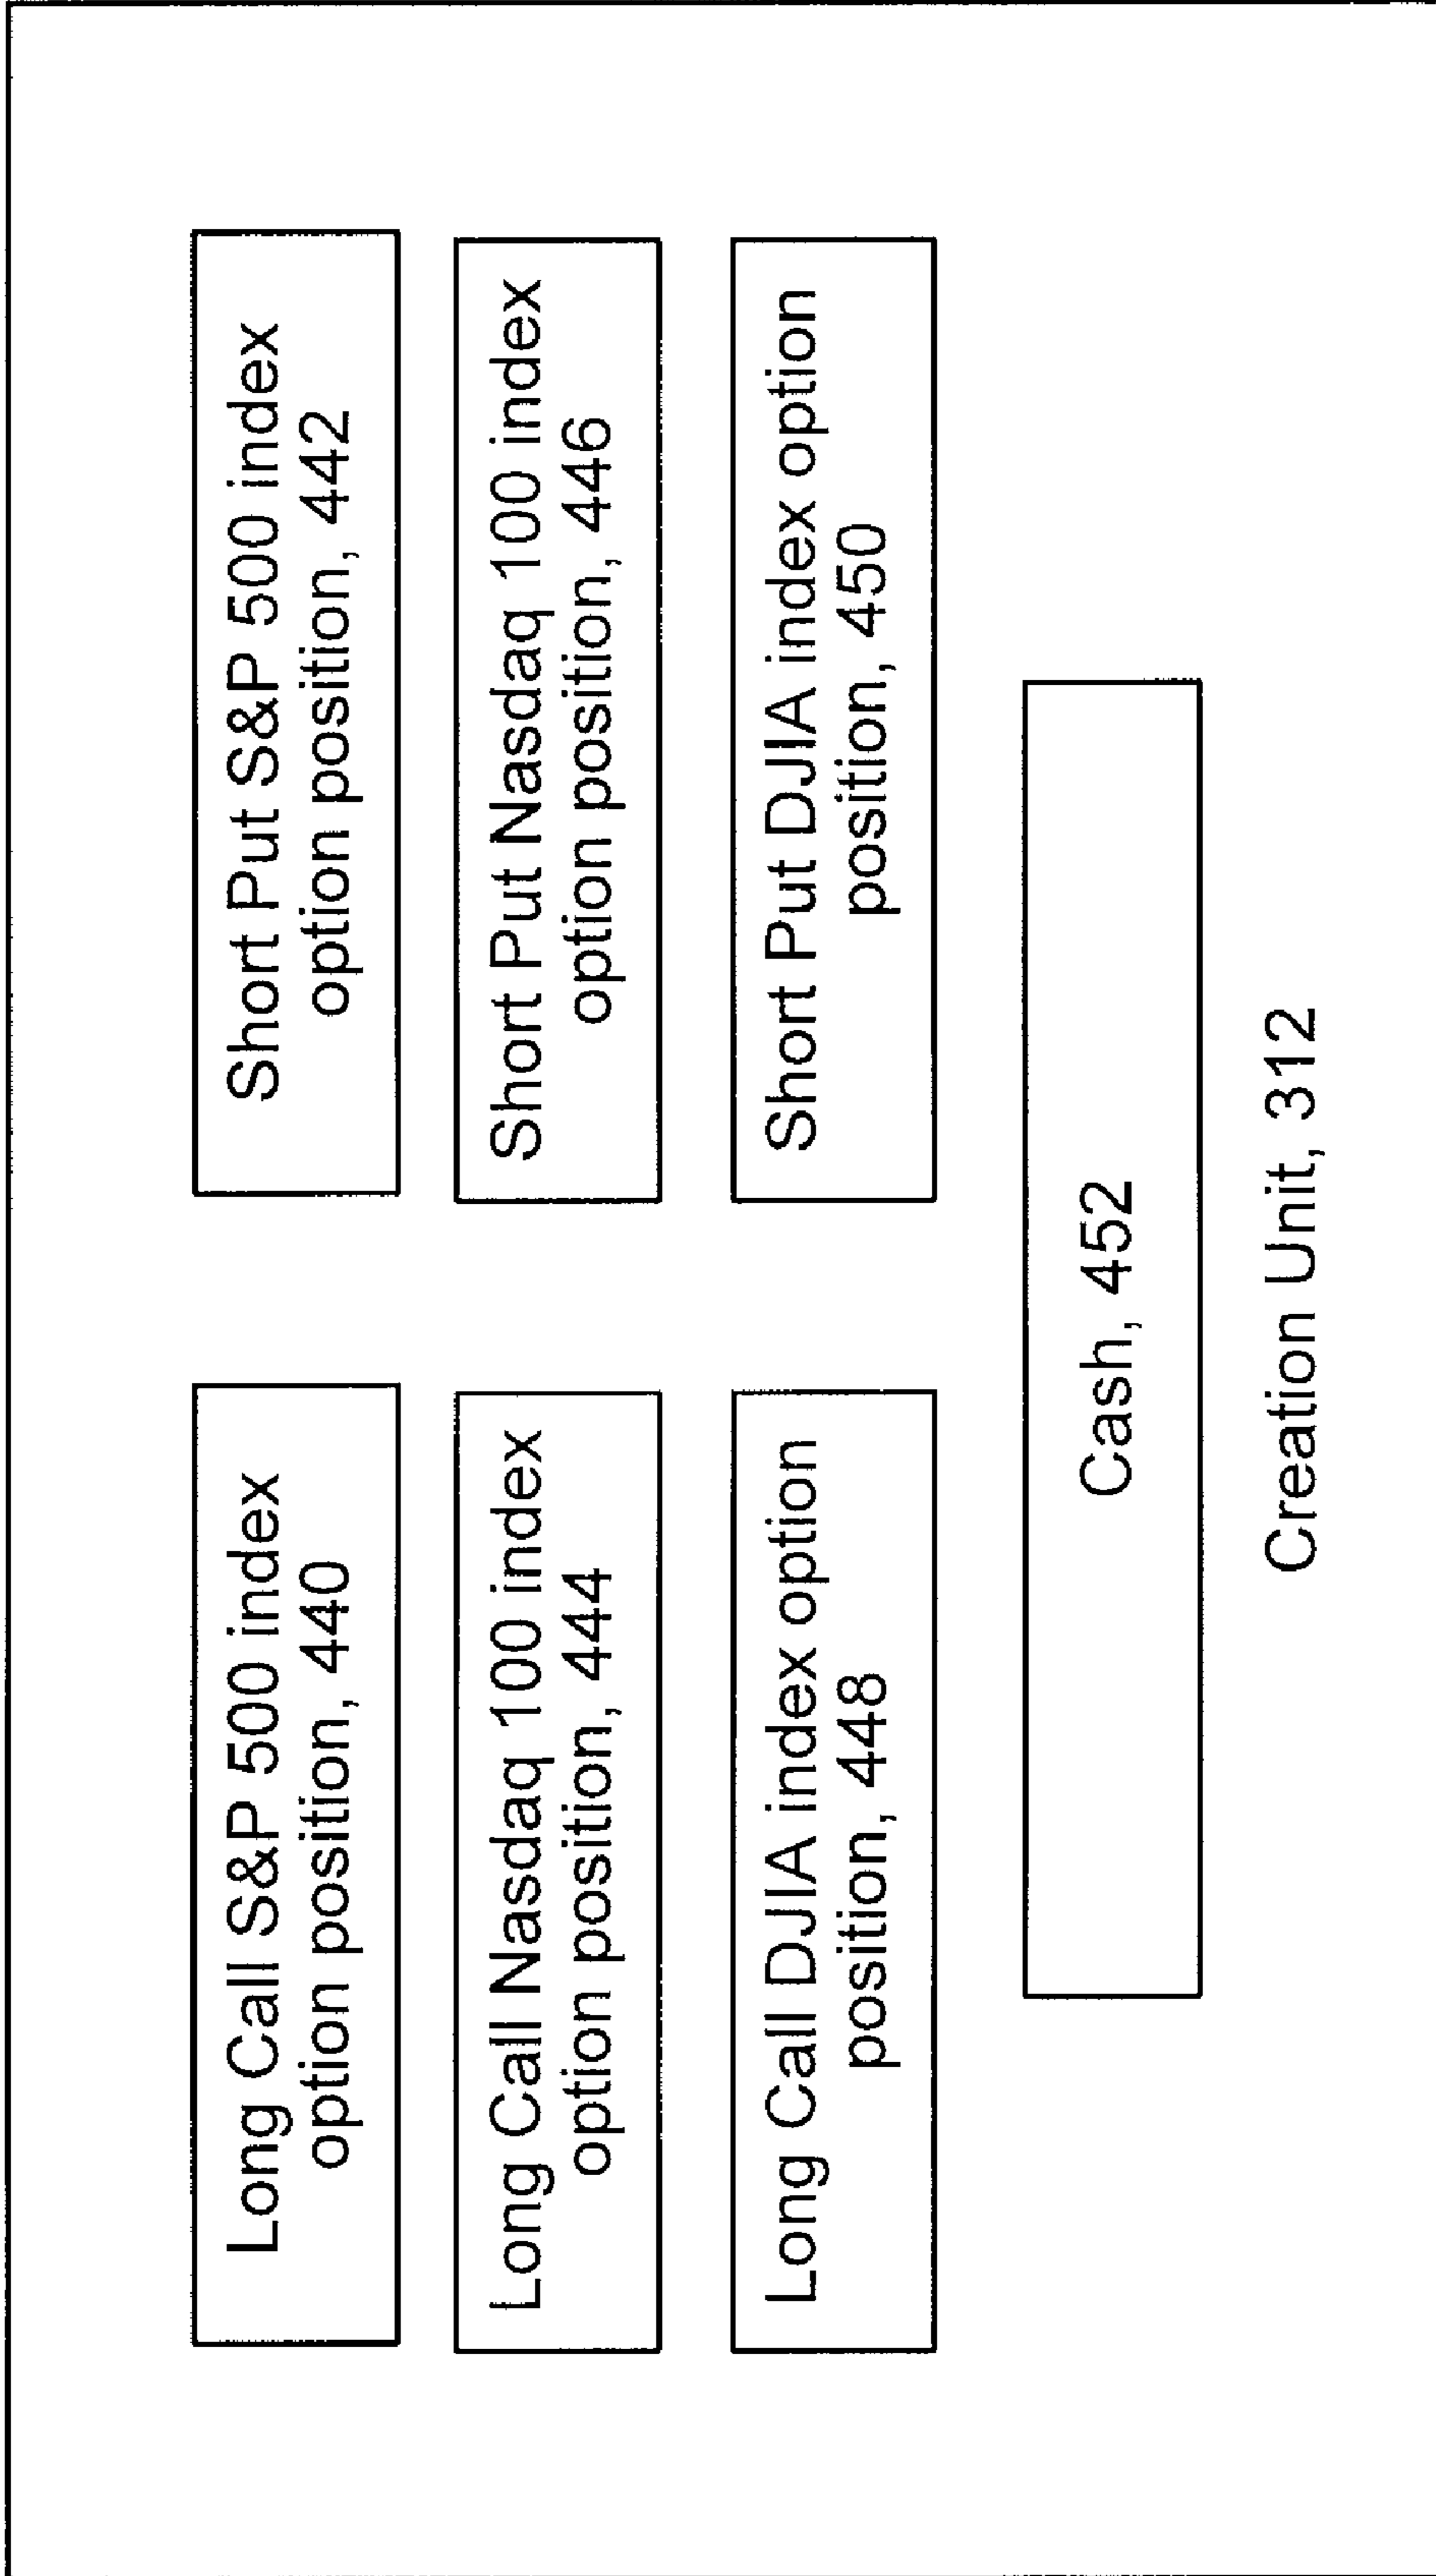 Long Call S&P 500 index
option position, 440
Short Put S&P 500 index
option position, 442
Long Call Nasdaq 100 index
option position, 444
Short Put Nasdaq 100 index
option position, 446
Long Call DJIA index option
position, 448
Short Put DJIA index option
position, 450
Cash, 452
Creation Unit, 312